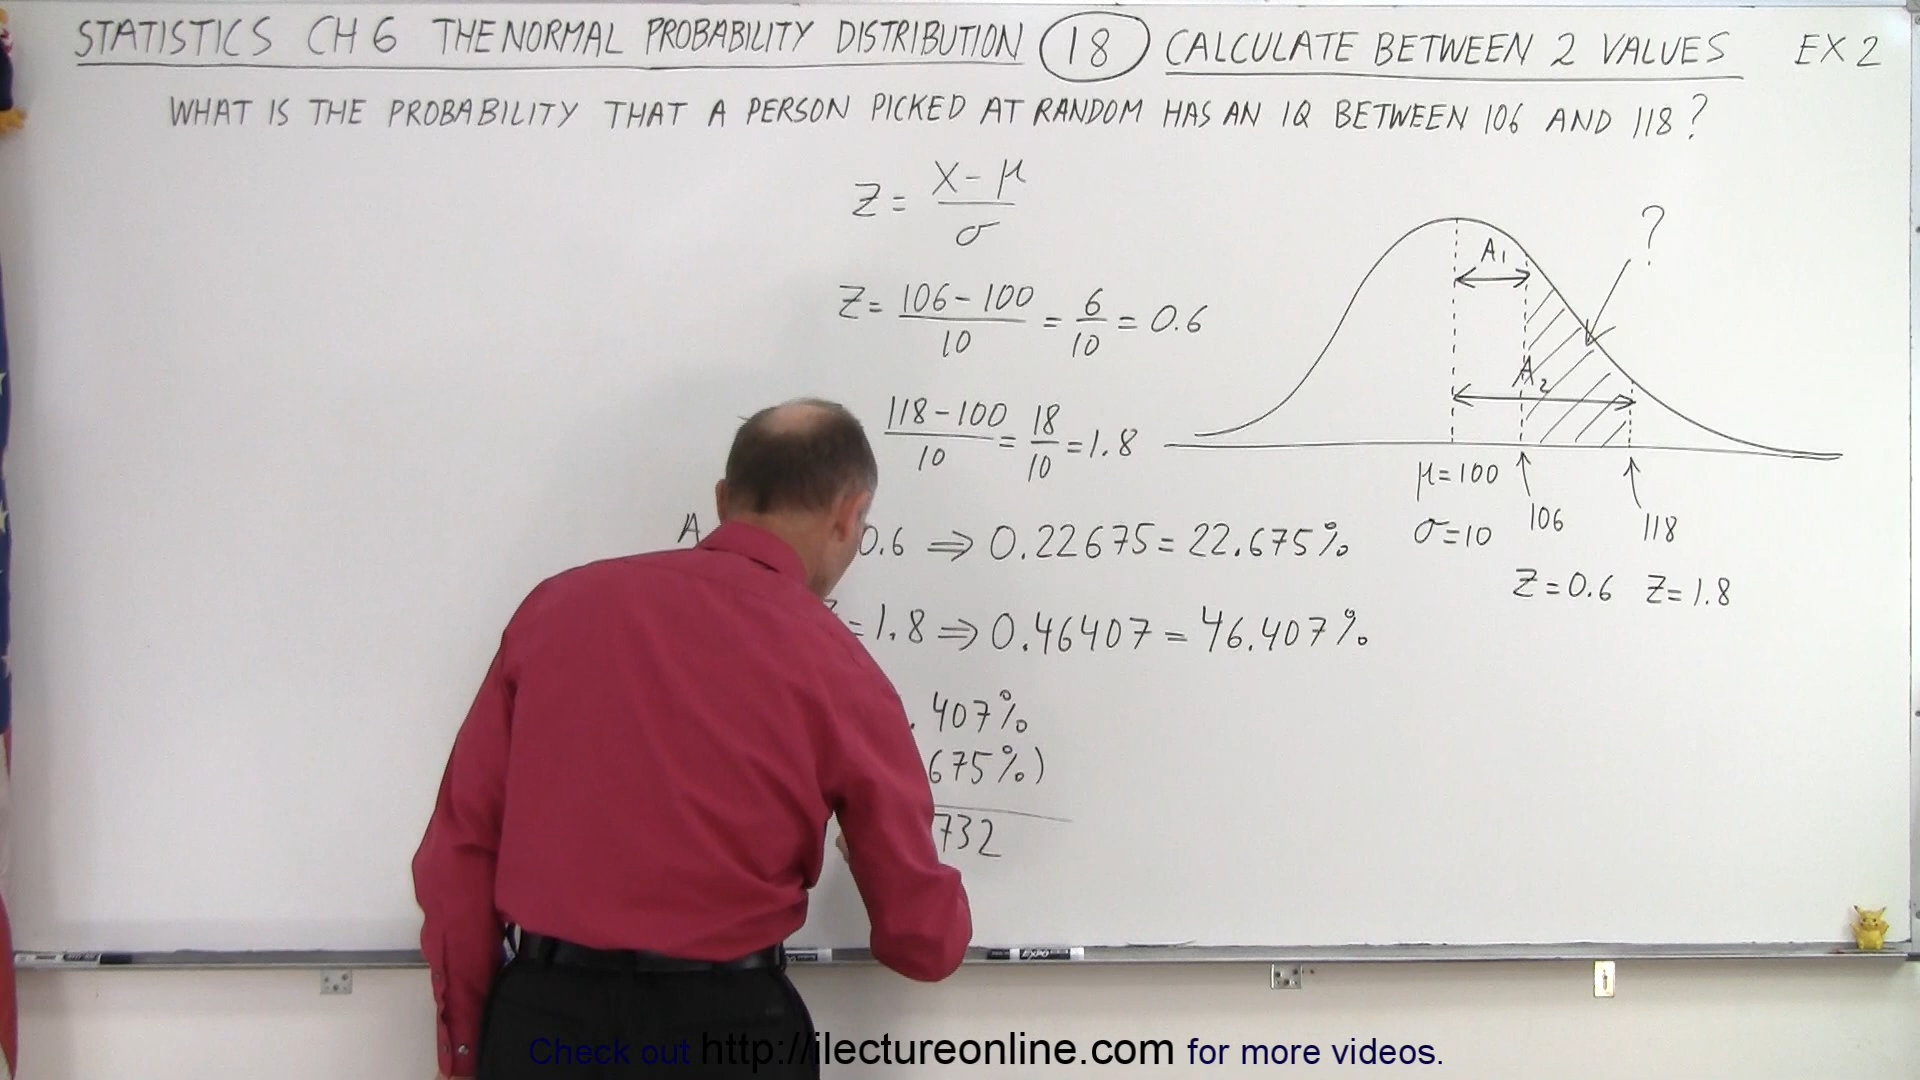 STATISTICS CH 6 THE NORMAL PROBABILITY DISTRIBUTION 18 CALCULATE BETWEEN 2 VALUES EX 2
WHAT IS THE PROBABILITY THAT A PERSON PICKED AT RANDOM HAS AN IQ BETWEEN 106 AND 118?
Z = X - μ / σ
Z = 106 - 100 / 10 = 6 / 10 = 0.6
118 - 100 / 10 = 18 / 10 = 1.8
A 0.6 ⇒ 0.22675 = 22.675%
= 1.8 ⇒ 0.46407 = 46.407%
.407%
675%)
732
?
A1
A2
μ = 100
σ = 10
106
118
Z = 0.6 Z = 1.8
EXPO
Check out http://ilectureonline.com for more videos.